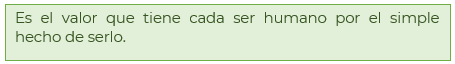 Es el valor que tiene cada ser humano por el simple
hecho de serlo.